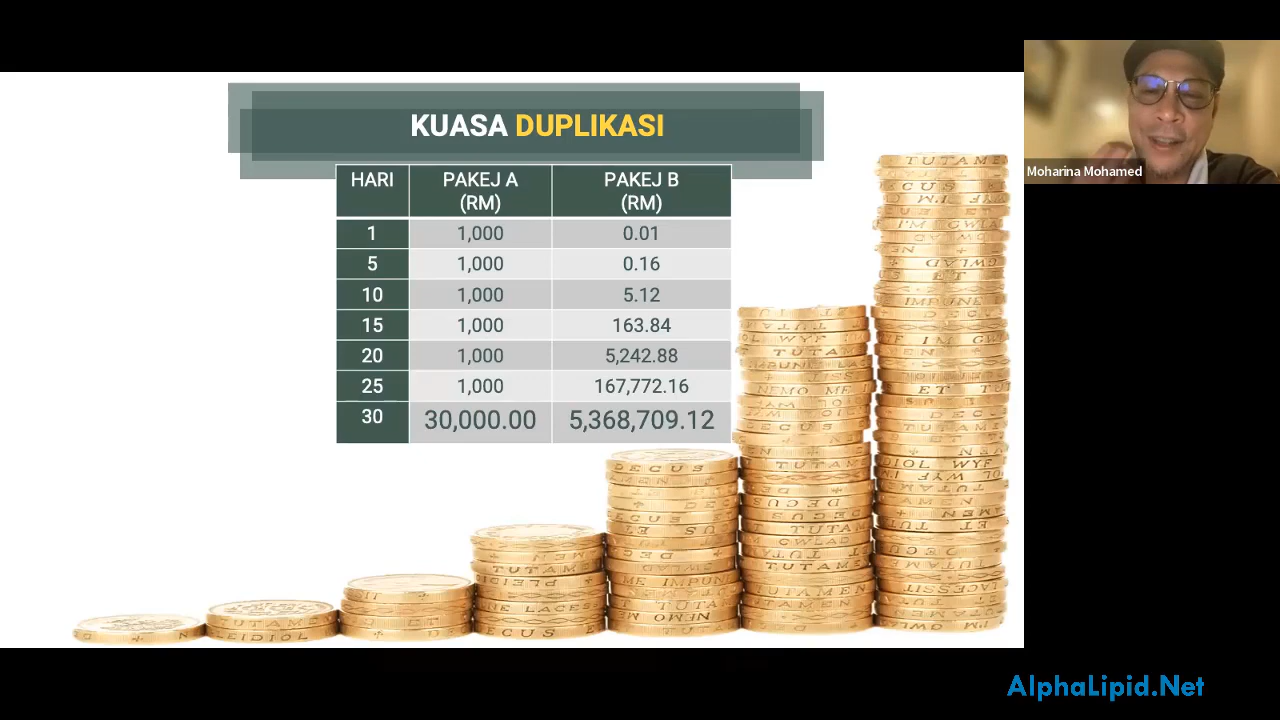 KUASA DUPLIKASI
HARI PAKEJ A (RM) PAKEJ B (RM)
1 1,000 0.01
5 1,000 0.16
10 1,000 5.12
15 1,000 163.84
20 1,000 5,242.88
25 1,000 167,772.16
30 30,000.00 5,368,709.12
Moharina Mohamed
AlphaLipid.Net